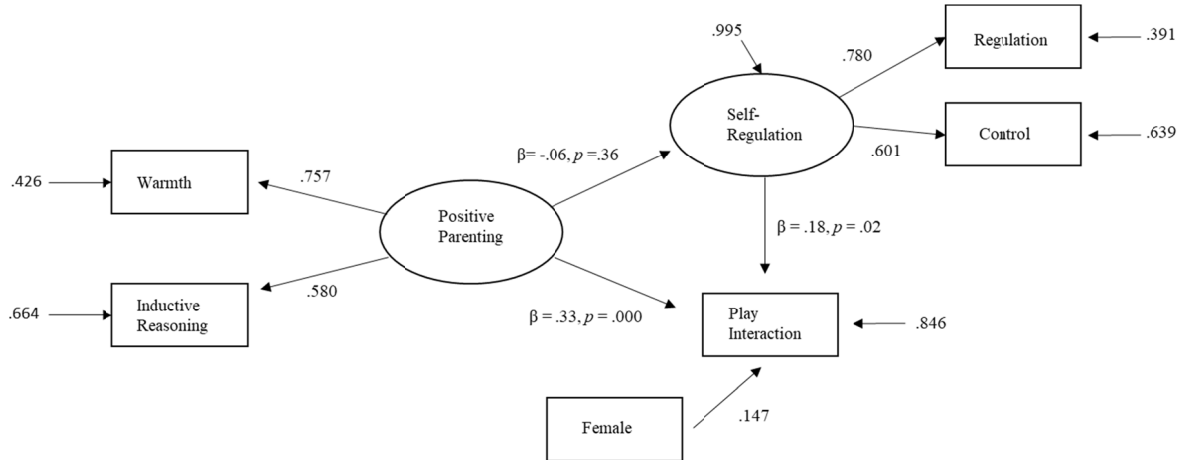 .995
.780
Regulation
.391
Self-
Regulation
.601
Control
.639
β= -.06, p =.36
.426
Warmth
.757
Positive
Parenting
β = .18, p = .02
.664
Inductive
Reasoning
.580
β = .33, p = .000
Play
Interaction
.846
Female
.147